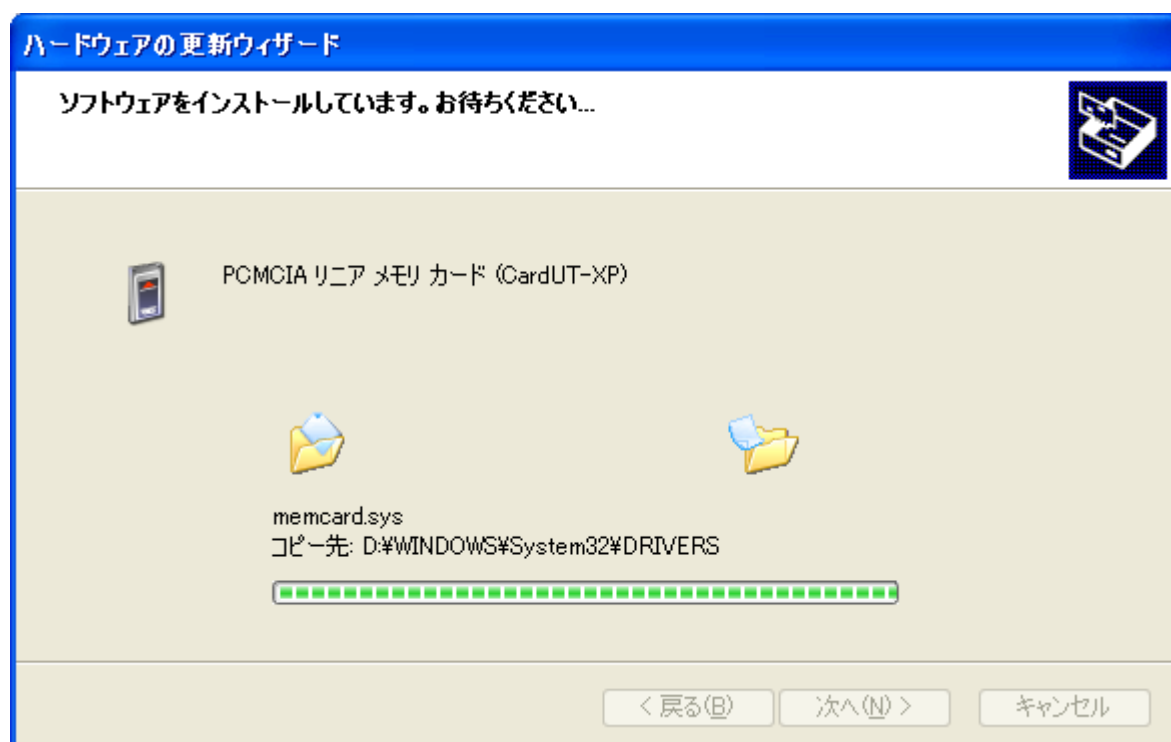 ハードウェアの更新ウィザード
ソフトウェアをインストールしています。お待ちください...
PCMCIA リニア メモリ カード (CardUT-XP)
memcard.sys
コピー先: D:¥WINDOWS¥System32¥DRIVERS
< 戻る(B) 次へ(N) > キャンセル